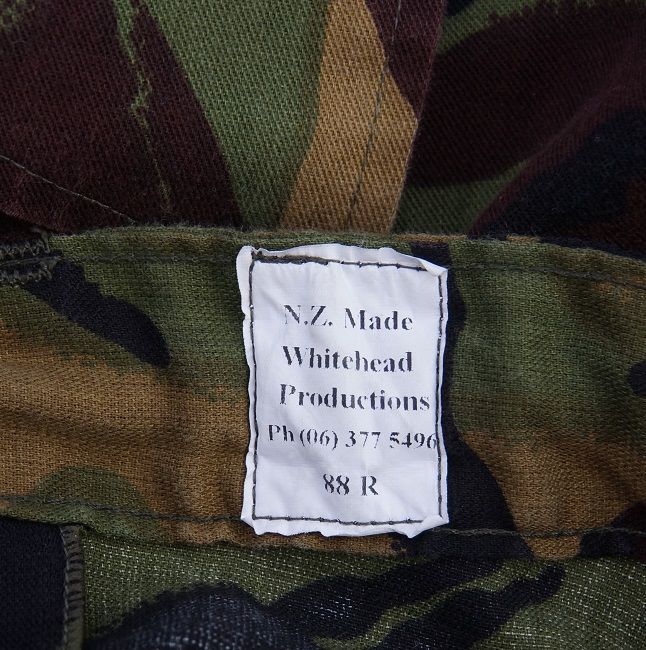 N.Z. Made
Whitehead
Productions
Ph (06) 377 5496
88 R